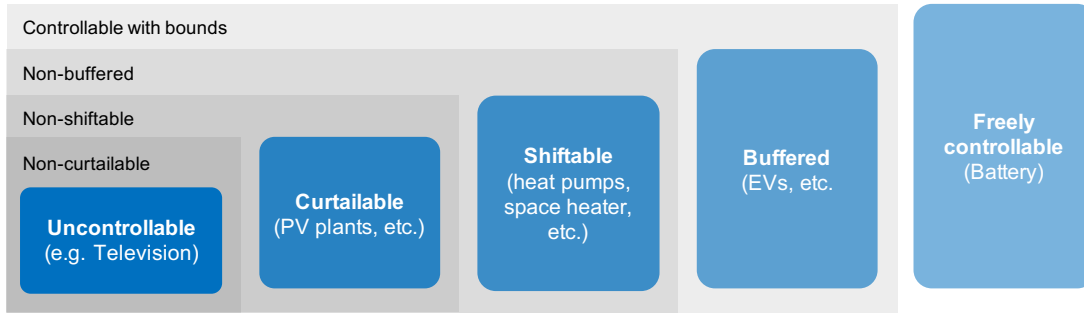 Controllable with bounds
Non-buffered
Non-shiftable
Non-curtailable
Uncontrollable
(e.g. Television)
Curtailable
(PV plants, etc.)
Shiftable
(heat pumps,
space heater,
etc.)
Buffered
(EVs, etc.
Freely
controllable
(Battery)